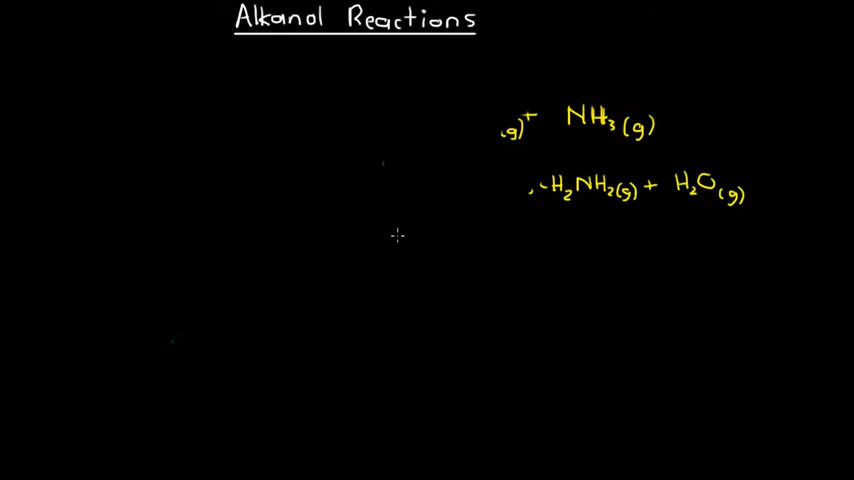 Alkanol Reactions
(g) + NH₃(g)
H₂NH₂(g) + H₂O(g)